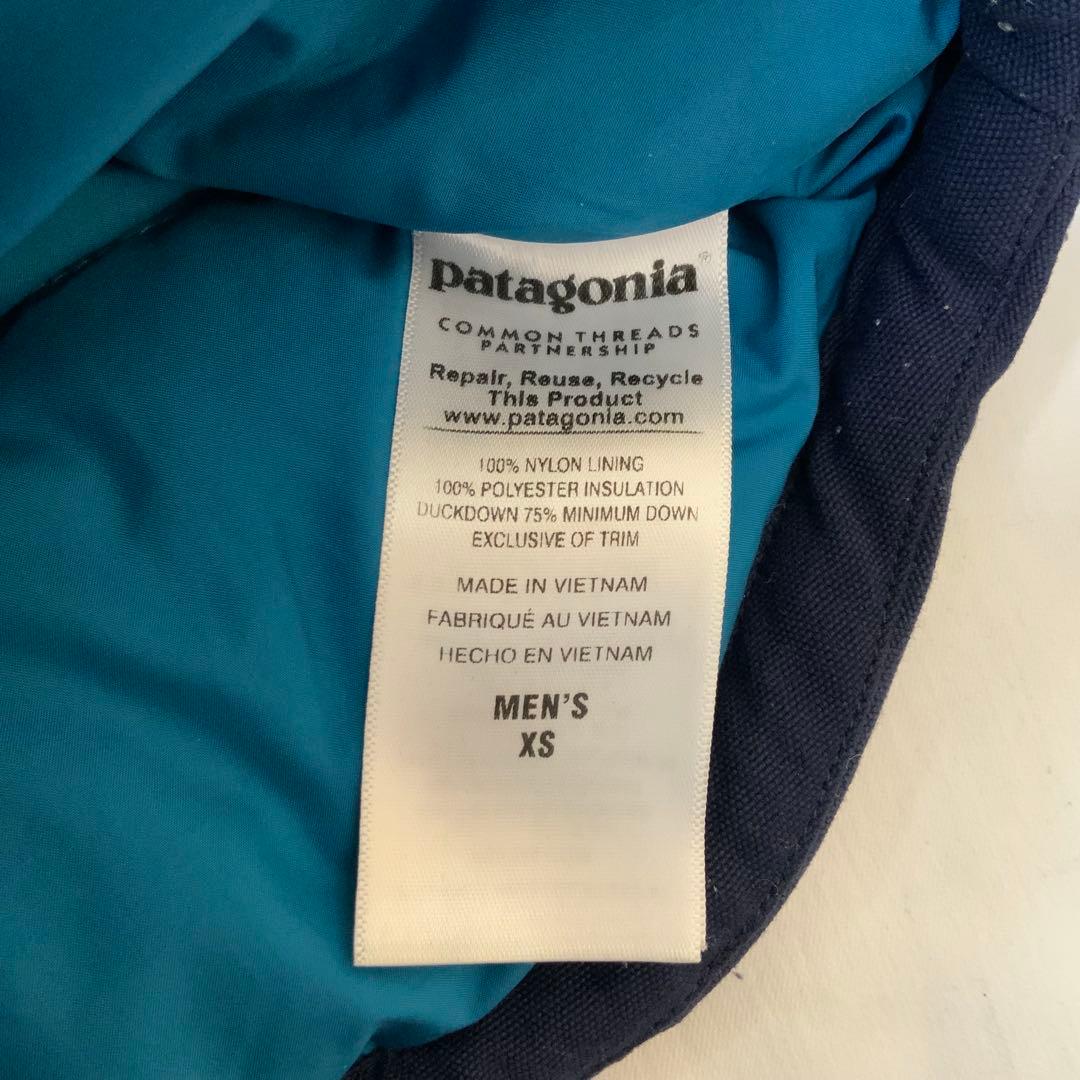 patagonia®
COMMON THREADS
PARTNERSHIP
Repair, Reuse, Recycle
This Product
www.patagonia.com
100% NYLON LINING
100% POLYESTER INSULATION
DUCKDOWN 75% MINIMUM DOWN
EXCLUSIVE OF TRIM
MADE IN VIETNAM
FABRIQUÉ AU VIETNAM
HECHO EN VIETNAM
MEN'S
XS